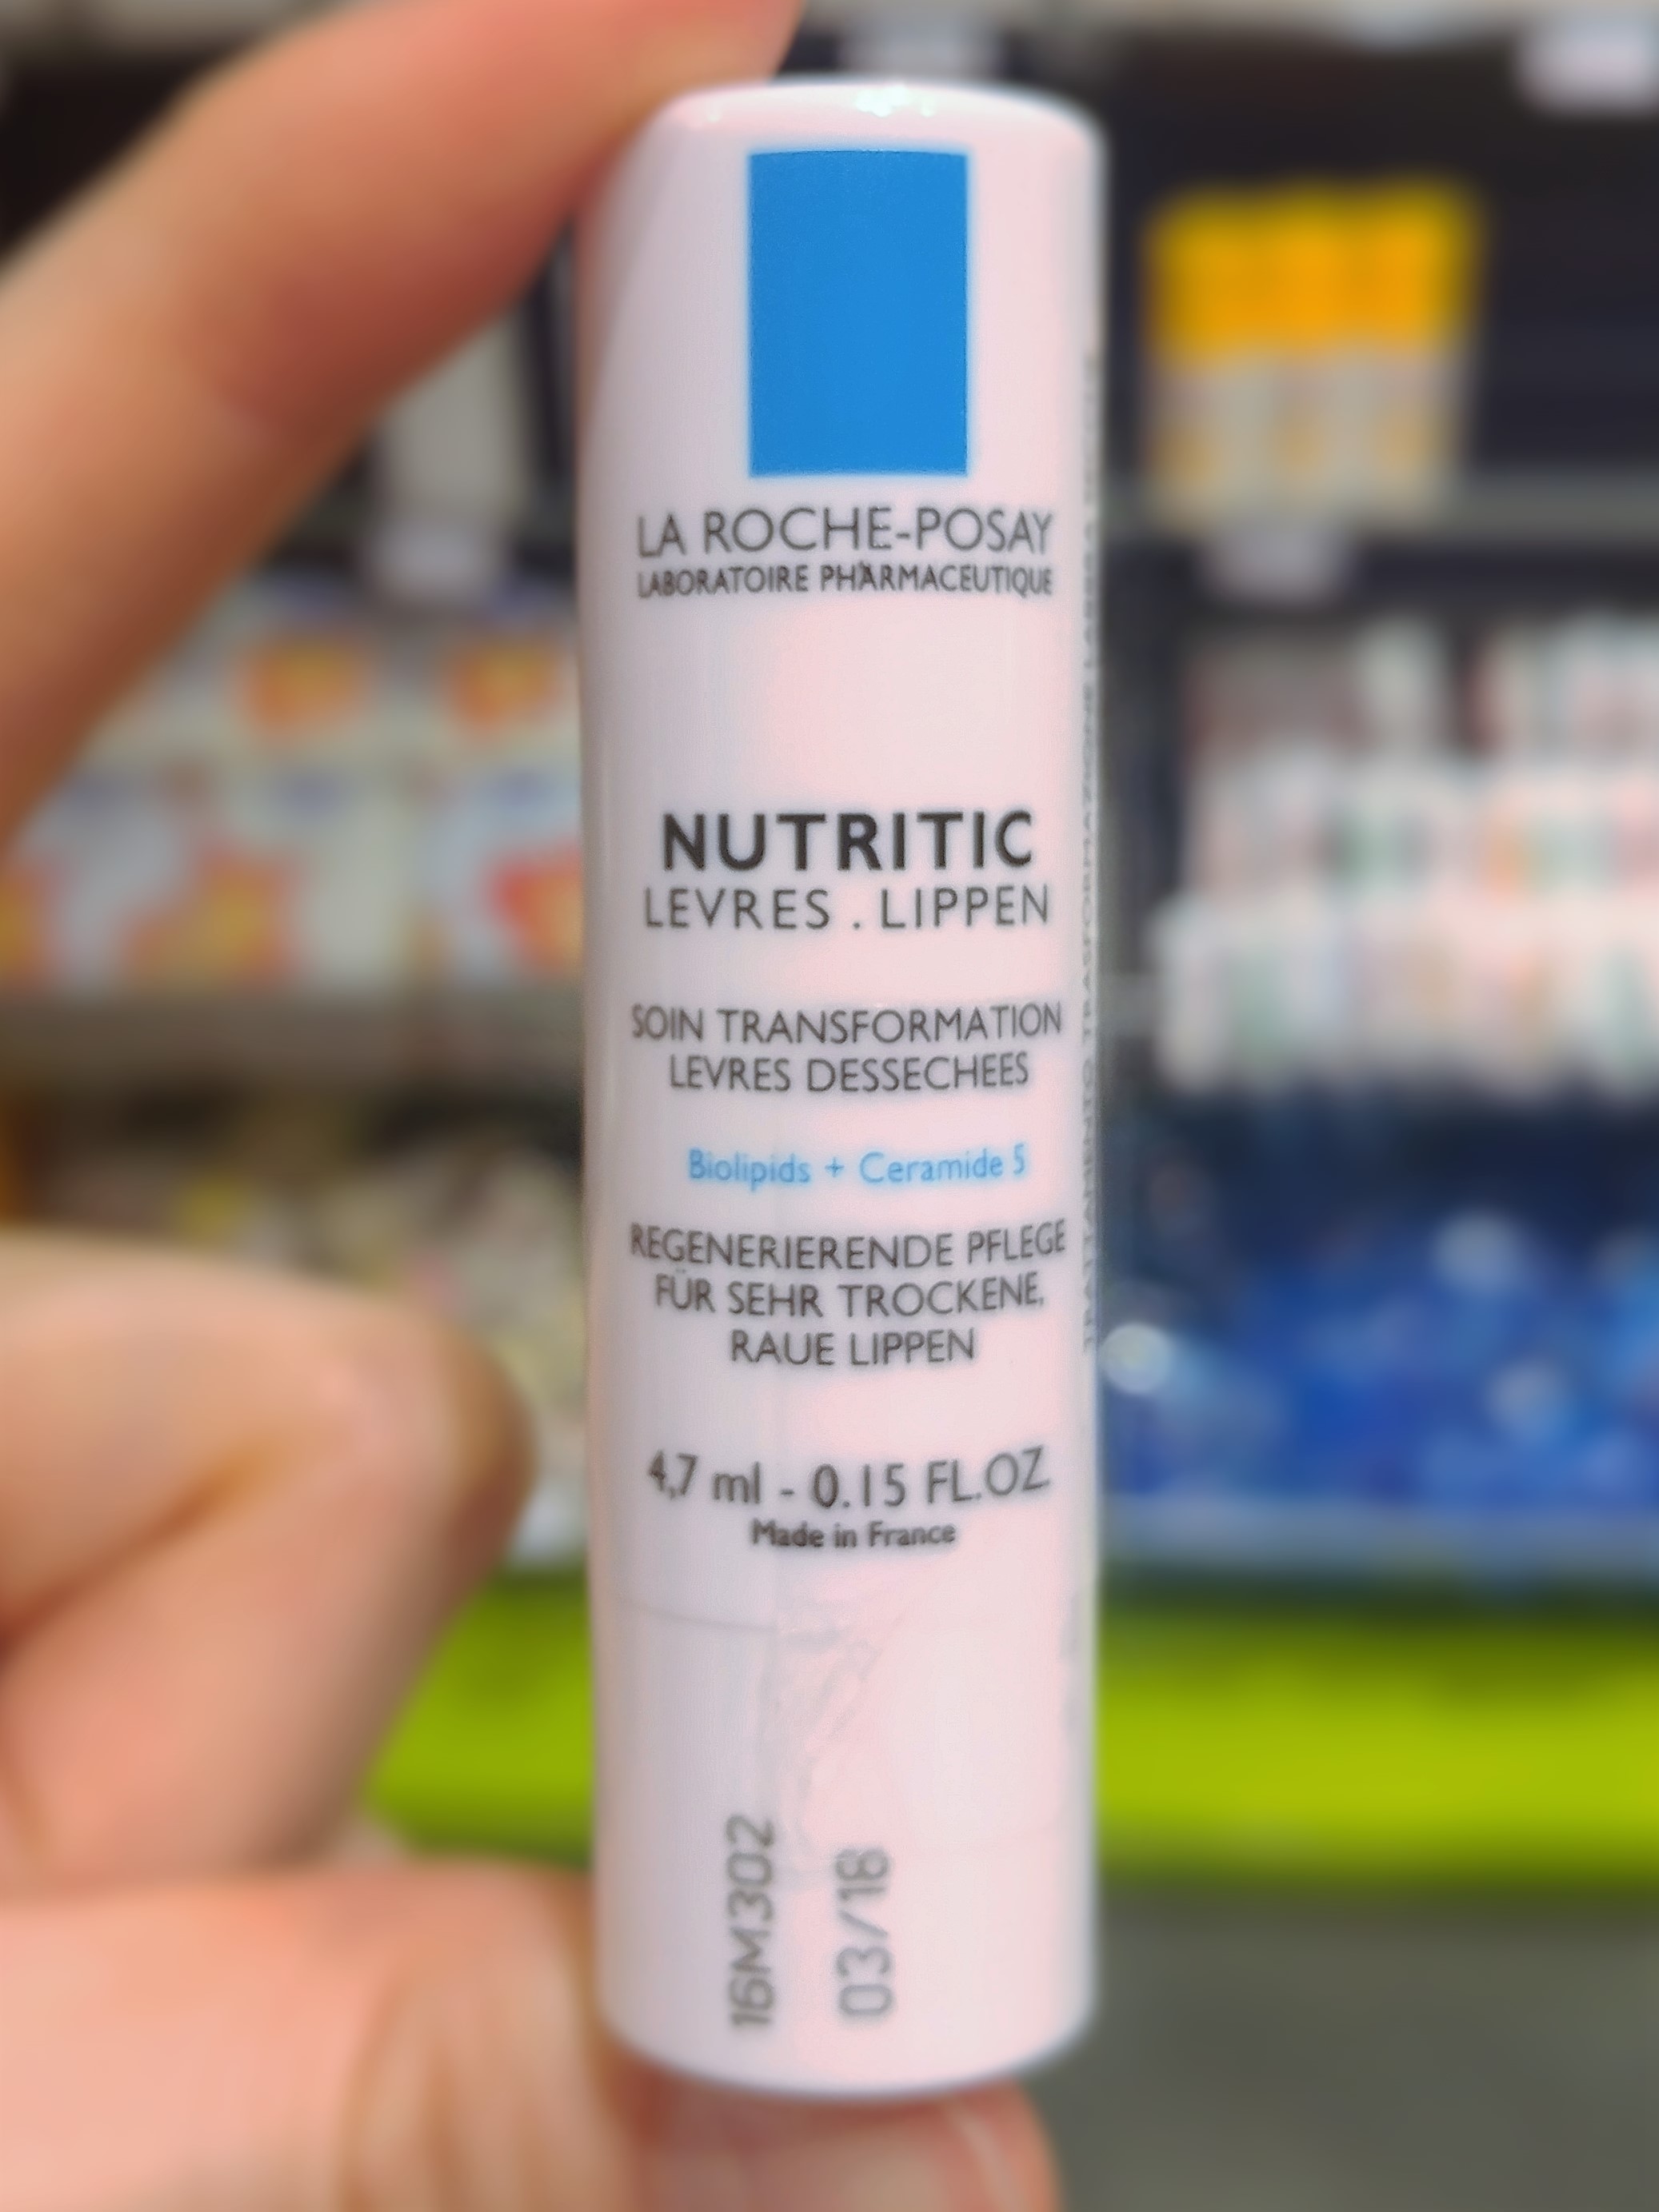 LA ROCHE-POSAY
LABORATOIRE PHARMACEUTIQUE
NUTRITIC
LEVRES . LIPPEN
SOIN TRANSFORMATION
LEVRES DESSECHEES
Biolipids + Ceramide 5
REGENERIERENDE PFLEGE
FÜR SEHR TROCKENE,
RAUE LIPPEN
4,7 ml - 0.15 FL.OZ.
Made in France
16M302
03/18